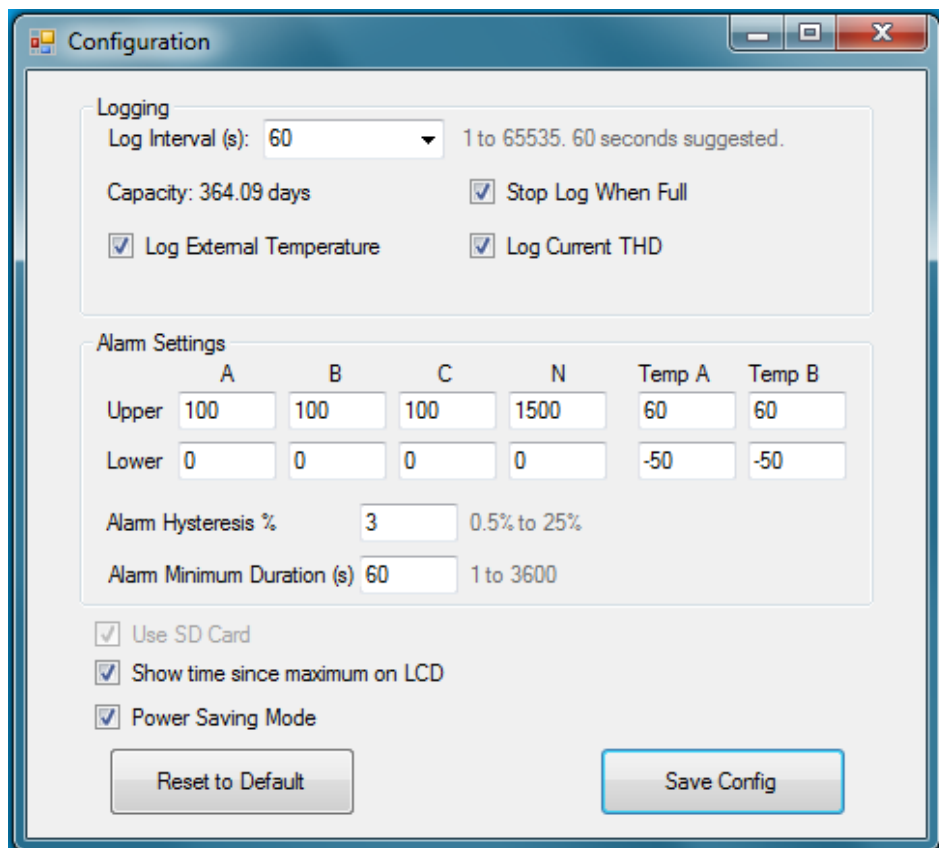 Configuration
Logging
Log Interval (s): 60 1 to 65535. 60 seconds suggested.
Capacity: 364.09 days Stop Log When Full
Log External Temperature Log Current THD
Alarm Settings
A B C N Temp A Temp B
Upper 100 100 100 1500 60 60
Lower 0 0 0 0 -50 -50
Alarm Hysteresis % 3 0.5% to 25%
Alarm Minimum Duration (s) 60 1 to 3600
Use SD Card
Show time since maximum on LCD
Power Saving Mode
Reset to Default Save Config